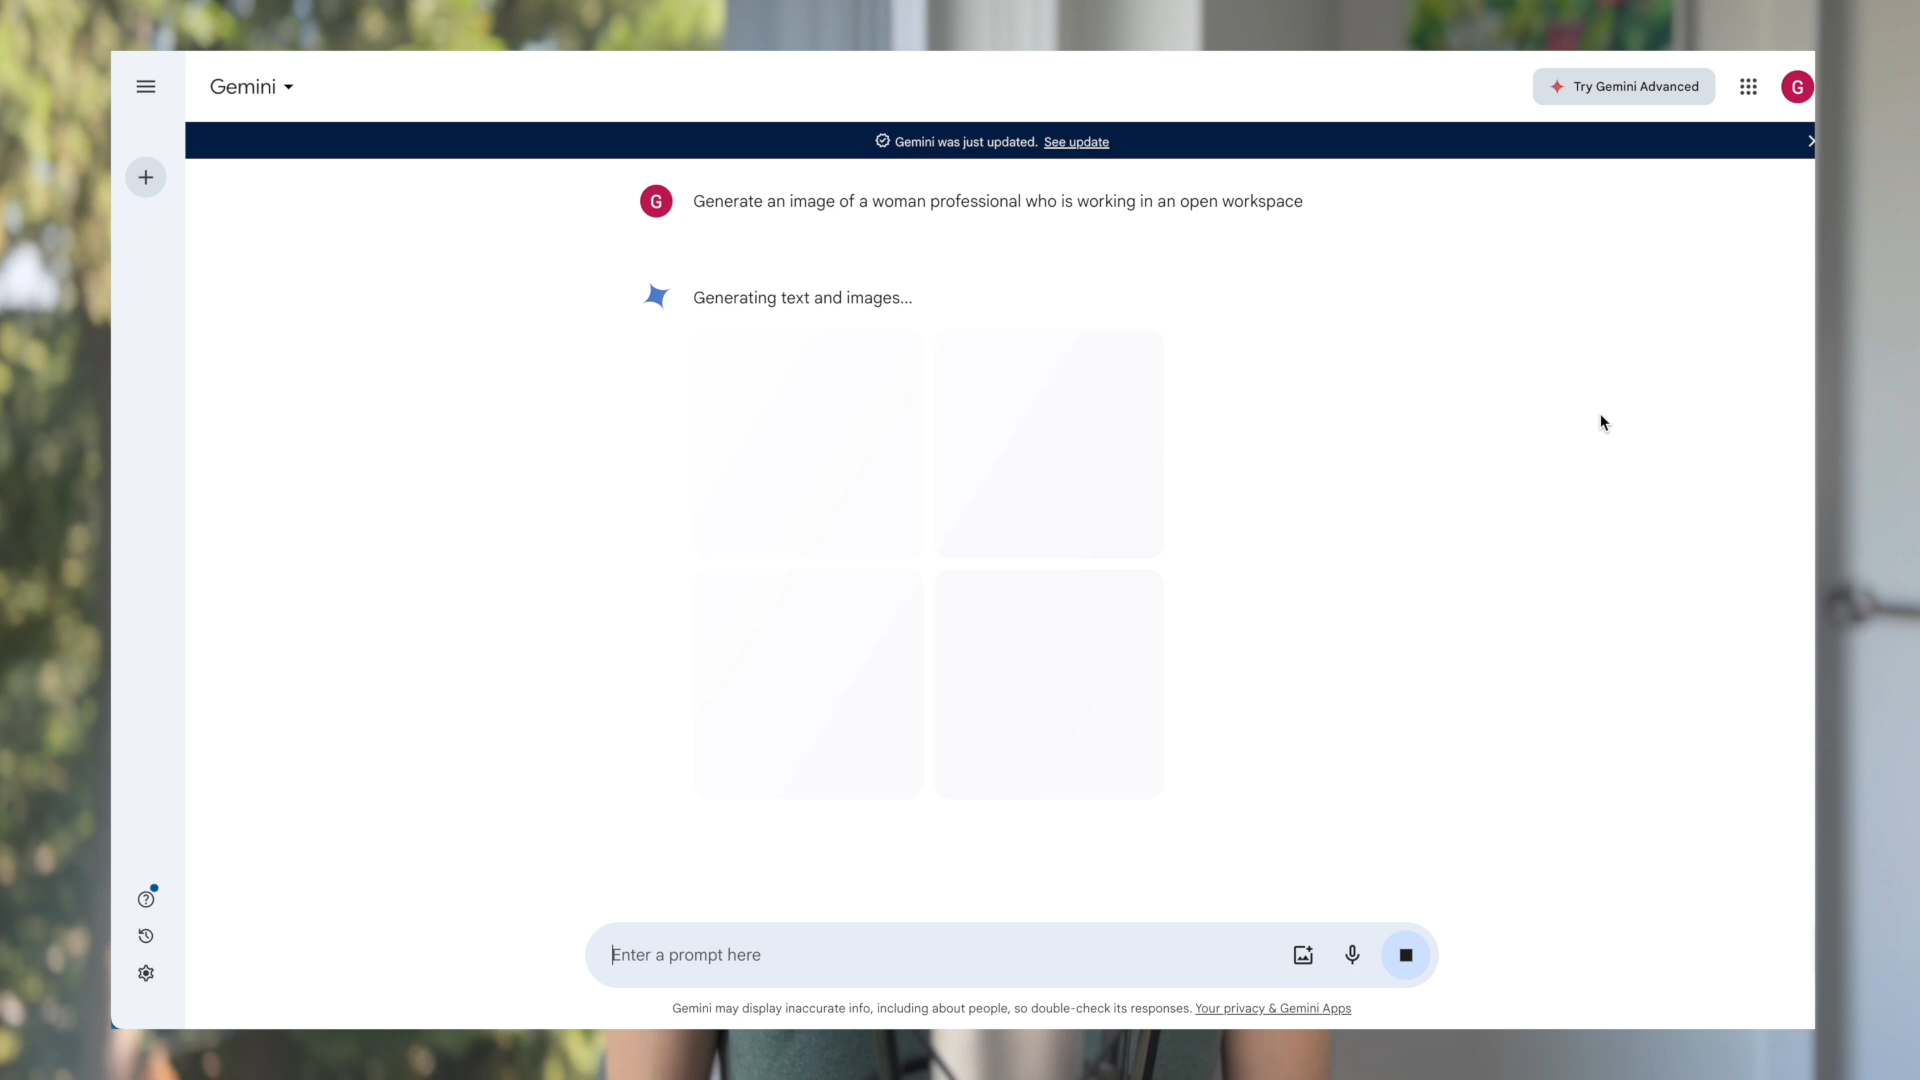 Gemini
Try Gemini Advanced
G
Gemini was just updated. See update
G
Generate an image of a woman professional who is working in an open workspace
Generating text and images...
Enter a prompt here
Gemini may display inaccurate info, including about people, so double-check its responses. Your privacy & Gemini Apps